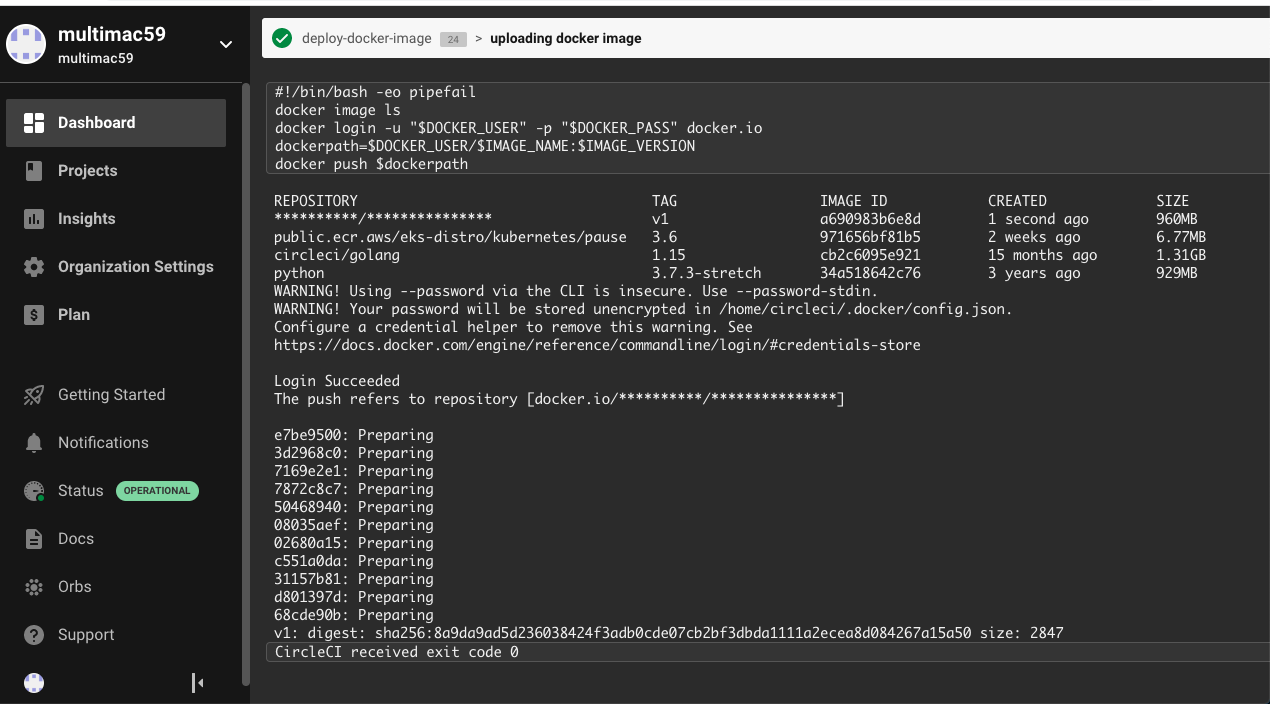 multimac59
multimac59
Dashboard
Projects
Insights
Organization Settings
Plan
Getting Started
Notifications
Status OPERATIONAL
Docs
Orbs
Support
deploy-docker-image 24 > uploading docker image
#!/bin/bash -eo pipefail
docker image ls
docker login -u "$DOCKER_USER" -p "$DOCKER_PASS" docker.io
dockerpath=$DOCKER_USER/$IMAGE_NAME:$IMAGE_VERSION
docker push $dockerpath
REPOSITORY TAG IMAGE ID CREATED SIZE
**********/*************** v1 a690983b6e8d 1 second ago 960MB
public.ecr.aws/eks-distro/kubernetes/pause 3.6 971656bf81b5 2 weeks ago 6.77MB
circleci/golang 1.15 cb2c6095e921 15 months ago 1.31GB
python 3.7.3-stretch 34a518642c76 3 years ago 929MB
WARNING! Using --password via the CLI is insecure. Use --password-stdin.
WARNING! Your password will be stored unencrypted in /home/circleci/.docker/config.json.
Configure a credential helper to remove this warning. See
https://docs.docker.com/engine/reference/commandline/login/#credentials-store
Login Succeeded
The push refers to repository [docker.io/**********/***************]
e7be9500: Preparing
3d2968c0: Preparing
7169e2e1: Preparing
7872c8c7: Preparing
50468940: Preparing
08035aef: Preparing
02680a15: Preparing
c551a0da: Preparing
31157b81: Preparing
d801397d: Preparing
68cde90b: Preparing
v1: digest: sha256:8a9da9ad5d236038424f3adb0cde07cb2bf3dbda1111a2ecea8d084267a15a50 size: 2847
CircleCI received exit code 0